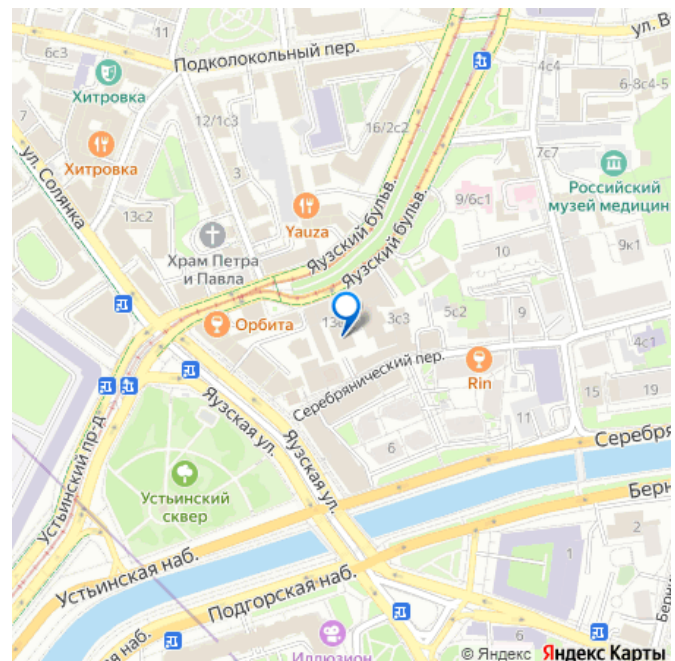 11
6с3
Подколокольный пер.
ул. В
4с4
6-8с4-5
Хитровка
7
12/1с3
16/2с2
Хитровка
7с7
ул. Солянка
3
Российский
музей медицин
13с2
Yauza
9/6с1
Храм Петра
и Павла
Яузский бульв.
Яузский бульв.
10
9к1
Орбита
3с3
5с2
9
4с1
Серебрянический пер.
Rin
15
19
Яузская ул.
Яузская ул.
11
6
Серебря
Устьинский пр-д
Устьинский
сквер
Берн
2
1
Устьинская наб.
Подгорская наб.
наб.
Иллюзион
6
© Яндекс Яндекс Карты